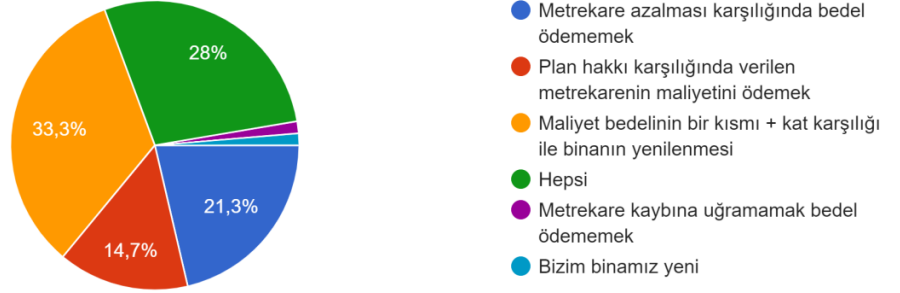 28%
33,3%
21,3%
14,7%
Metrekare azalması karşılığında bedel
ödememek
Plan hakkı karşılığında verilen
metrekarenin maliyetini ödemek
Maliyet bedelinin bir kısmı + kat karşılığı
ile binanın yenilenmesi
Hepsi
Metrekare kaybına uğramamak bedel
ödememek
Bizim binamız yeni